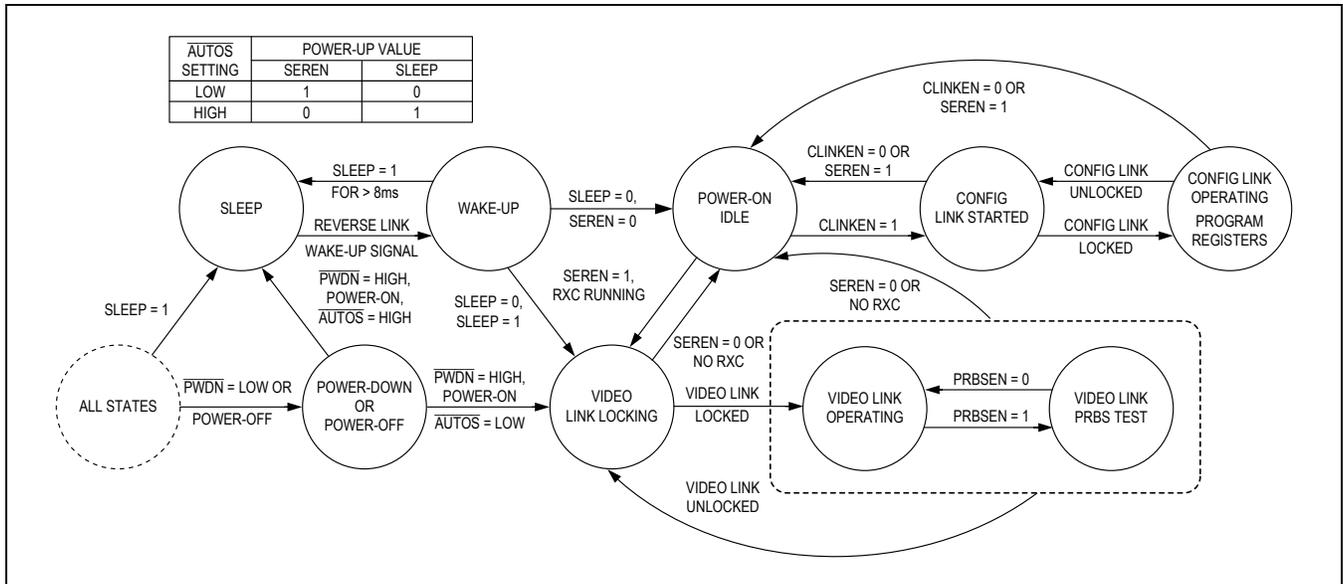 AUTOS
SETTING
POWER-UP VALUE
SEREN
SLEEP
LOW
1
0
HIGH
0
1
CLINKEN = 0 OR
SEREN = 1
SLEEP
SLEEP = 1
FOR > 8ms
REVERSE LINK
WAKE-UP SIGNAL
WAKE-UP
SLEEP = 0,
SEREN = 0
POWER-ON
IDLE
CLINKEN = 0 OR
SEREN = 1
CLINKEN = 1
CONFIG
LINK STARTED
CONFIG LINK
UNLOCKED
CONFIG LINK
LOCKED
CONFIG LINK
OPERATING
PROGRAM
REGISTERS
SLEEP = 1
PWDN = HIGH,
POWER-ON,
AUTOS = HIGH
SLEEP = 0,
SLEEP = 1
SEREN = 1,
RXC RUNNING
SEREN = 0 OR
NO RXC
SEREN = 0 OR
NO RXC
ALL STATES
PWDN = LOW OR
POWER-OFF
POWER-DOWN
OR
POWER-OFF
PWDN = HIGH,
POWER-ON
AUTOS = LOW
VIDEO
LINK LOCKING
VIDEO LINK
LOCKED
VIDEO LINK
OPERATING
PRBSEN = 0
PRBSEN = 1
VIDEO LINK
PRBS TEST
VIDEO LINK
UNLOCKED